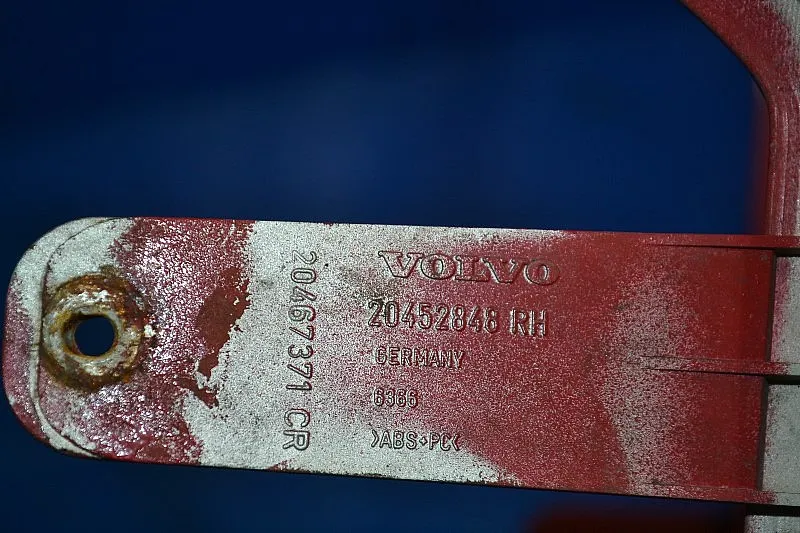 VOLVO
20452848 RH
GERMANY
6366
>ABS+PC<
20467371 CR